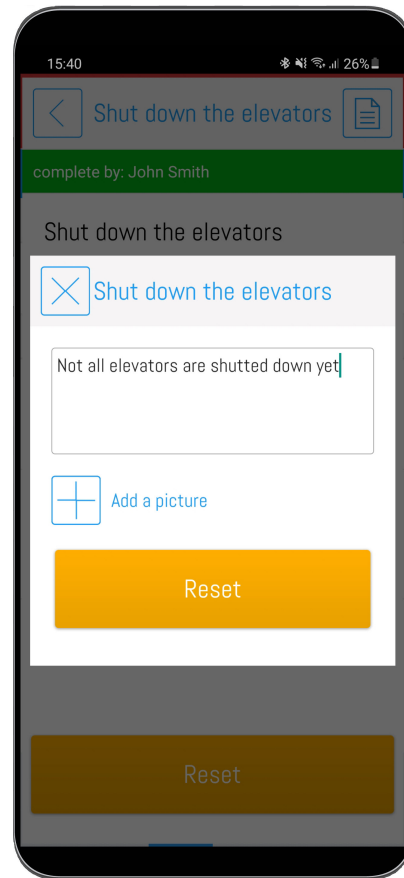 15:40 26%
Shut down the elevators
complete by: John Smith
Shut down the elevators
Shut down the elevators
Not all elevators are shutted down yet
Add a picture
Reset
Reset